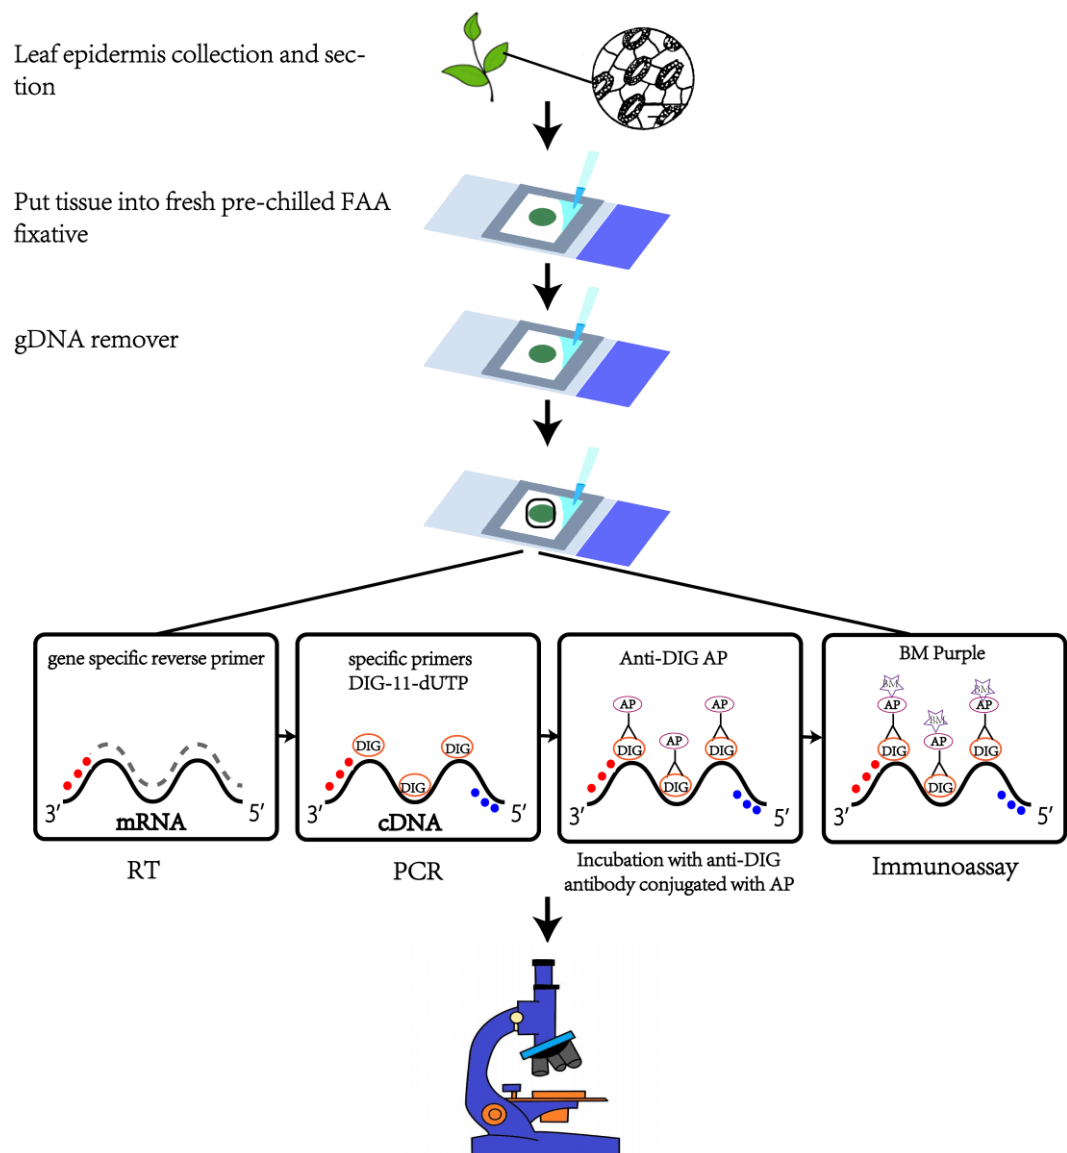 Leaf epidermis collection and sec-
tion
Put tissue into fresh pre-chilled FAA
fixative
gDNA remover
gene specific reverse primer
3’
mRNA
5’
RT
specific primers
DIG-11-dUTP
DIG
DIG
DIG
3’
cDNA
5’
PCR
Anti-DIG AP
AP
AP
AP
DIG
DIG
DIG
3’
5’
Incubation with anti-DIG
antibody conjugated with AP
BM Purple
BM
BM
AP
AP
BM
AP
DIG
DIG
DIG
3’
5’
Immunoassay